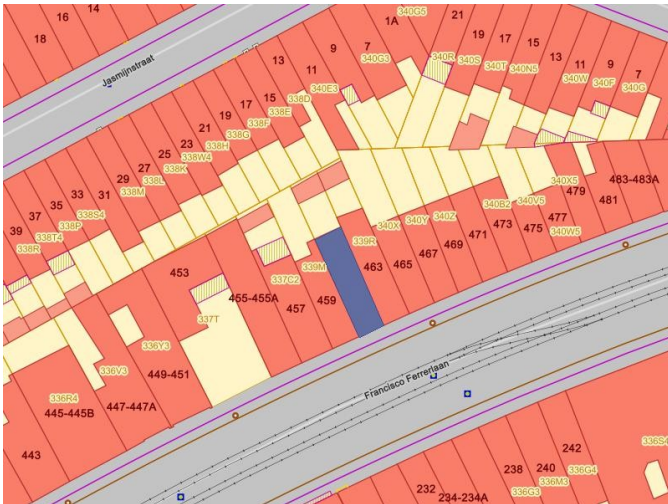 16
14
18
Jasmijnstraat
1A
340G5
21
19
17
15
13
11
9
7
340R
340S
340T
340N5
340W
340F
340G
7
9
11
13
340G3
340E3
15
338D
17
338E
19
338F
21
338G
23
338H
25
338W4
27
338K
29
338L
31
338M
33
338S4
35
338P
37
338T4
39
338R
483-483A
481
479
340X5
477
340W5
475
340V5
473
340B2
471
469
340Z
467
340Y
465
340X
463
339R
459
339M
457
337C2
455-455A
453
337T
449-451
336Y3
447-447A
336V3
445-445B
336R4
443
Francisco Ferrerlaan
232
234-234A
238
336G3
240
336M3
242
336G4
336S4